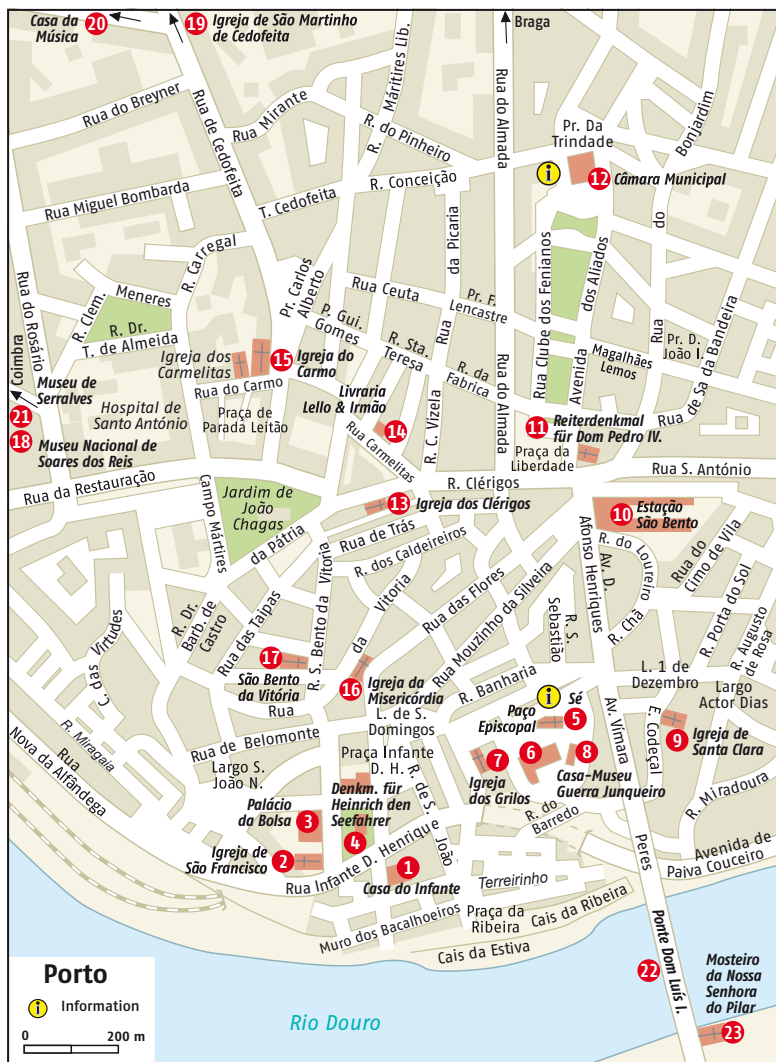 Casa da
Música
20
19
Igreja de São Martinho
de Cedofeita
Braga
Rua do Breyner
Rua de Cedofeita
Rua Mirante
R. Máritires Lib.
R. do Pinheiro
Rua do Almada
Pr. Da
Trindade
Bonjardim
i
12
Câmara Municipal
R. Conceição
T. Cedofeita
Rua Miguel Bombarda
R. Carregal
Rua do Rosário
Coimbra
R. Clem.
Meneres
R. Dr.
T. de Almeida
Pr. Carlos
Alberto
P. Gui.
Gomes
Rua Ceuta
Rua
da Picaria
Pr. F.
Lencastre
R. Sta.
Teresa
R. da
Fabrica
Rua do Almada
Rua Clube dos Fenianos
Avenida
dos Aliados
Rua
do
Magalhães
Lemos
Pr. D.
João I.
Rua de Sa da Bandeira
Igreja dos
Carmelitas
15
Igreja do
Carmo
Rua do Carmo
Museu de
Serralves
21
18
Museu Nacional de
Soares dos Reis
Hospital de
Santo António
Praça de
Parada Leitão
Livraria
Lello & Irmão
14
Rua Carmelitas
R. C. Vizela
11
Reiterdenkmal
für Dom Pedro IV.
Praça da
Liberdade
Rua S. António
R. Clérigos
Rua da Restauração
Campo Mártires
Jardim de
João
Chagas
da Pátria
13
Igreja dos Clérigos
Rua de Trás
R. dos Caldeireiros
10
Estação
São Bento
R. do Loureiro
Rua do
Cimo de Vila
Av. D.
Afonso Henriques
R. Chã
R. Porta do Sol
R. Augusto
de Rosa
C. das Virtudes
R. Dr.
Barb. de
Castro
Rua das Taipas
R. S. Bento da Vitória
da
Vitoria
Rua das Flores
Rua Mouzinho da Silveira
R. S.
Sebastião
17
São Bento
da Vitória
16
Igreja da
Misericórdia
Rua
R. Banharia
L. 1 de
Dezembro
Largo
Actor Dias
i
Sé
5
Paço
Episcopal
6
7
Igreja
dos Grilos
8
Casa-Museu
Guerra Junqueiro
9
Igreja de
Santa Clara
E. Codeçal
Av. Vimara
Peres
R. Miragaia
Rua
Nova da Alfândega
Rua de Belomonte
L. de S.
Domingos
Largo S.
João N.
Praça Infante
D. H.
Denkm. für
Heinrich den
Seefahrer
4
R. de S.
João
R. do
Barredo
R. Miradoura
Palácio
da Bolsa
3
Igreja de
São Francisco
2
Rua Infante D. Henrique
1
Casa do Infante
Terreirinho
Avenida de
Paiva Couceiro
Praça da
Ribeira
Cais da Ribeira
Muro dos Bacalhoeiros
Cais da Estiva
Ponte Dom Luís I.
22
Mosteiro
da Nossa
Senhora
do Pilar
23
Rio Douro
Porto
i
Information
0
200 m